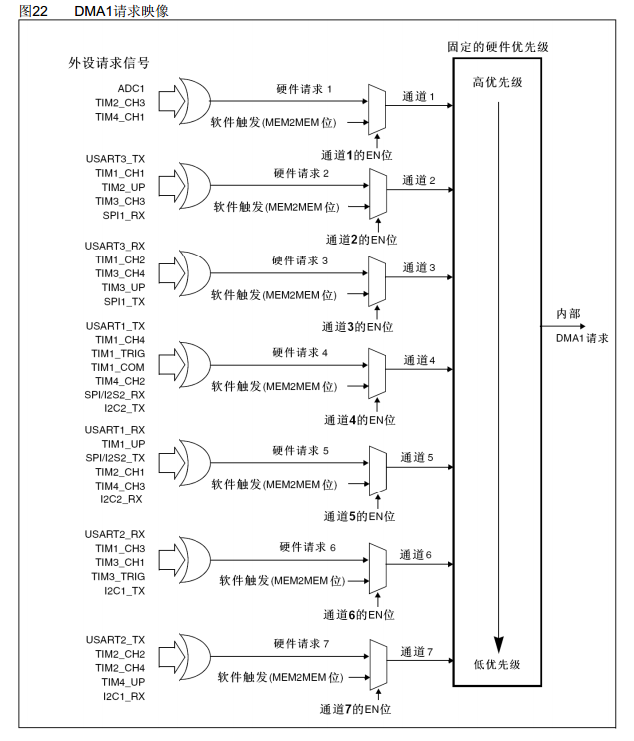 图22 DMA1请求映像
固定的硬件优先级
外设请求信号
高优先级
ADC1
TIM2_CH3
TIM4_CH1
硬件请求 1
软件触发(MEM2MEM 位)
通道 1
通道1的EN位
USART3_TX
TIM1_CH1
TIM2_UP
TIM3_CH3
SPI1_RX
硬件请求 2
软件触发(MEM2MEM 位)
通道 2
通道2的EN位
USART3_RX
TIM1_CH2
TIM3_CH4
TIM3_UP
SPI1_TX
硬件请求 3
软件触发(MEM2MEM 位)
通道3
通道3的EN位
内部
DMA1请求
USART1_TX
TIM1_CH4
TIM1_TRIG
TIM1_COM
TIM4_CH2
SPI/I2S2_RX
I2C2_TX
硬件请求 4
软件触发(MEM2MEM 位)
通道4
通道4的EN位
USART1_RX
TIM1_UP
SPI/I2S2_TX
TIM2_CH1
TIM4_CH3
I2C2_RX
硬件请求 5
软件触发(MEM2MEM 位)
通道5
通道5的EN位
USART2_RX
TIM1_CH3
TIM3_CH1
TIM3_TRIG
I2C1_TX
硬件请求 6
软件触发(MEM2MEM 位)
通道6
通道6的EN位
USART2_TX
TIM2_CH2
TIM2_CH4
TIM4_UP
I2C1_RX
硬件请求 7
软件触发(MEM2MEM 位)
通道7
通道7的EN位
低优先级